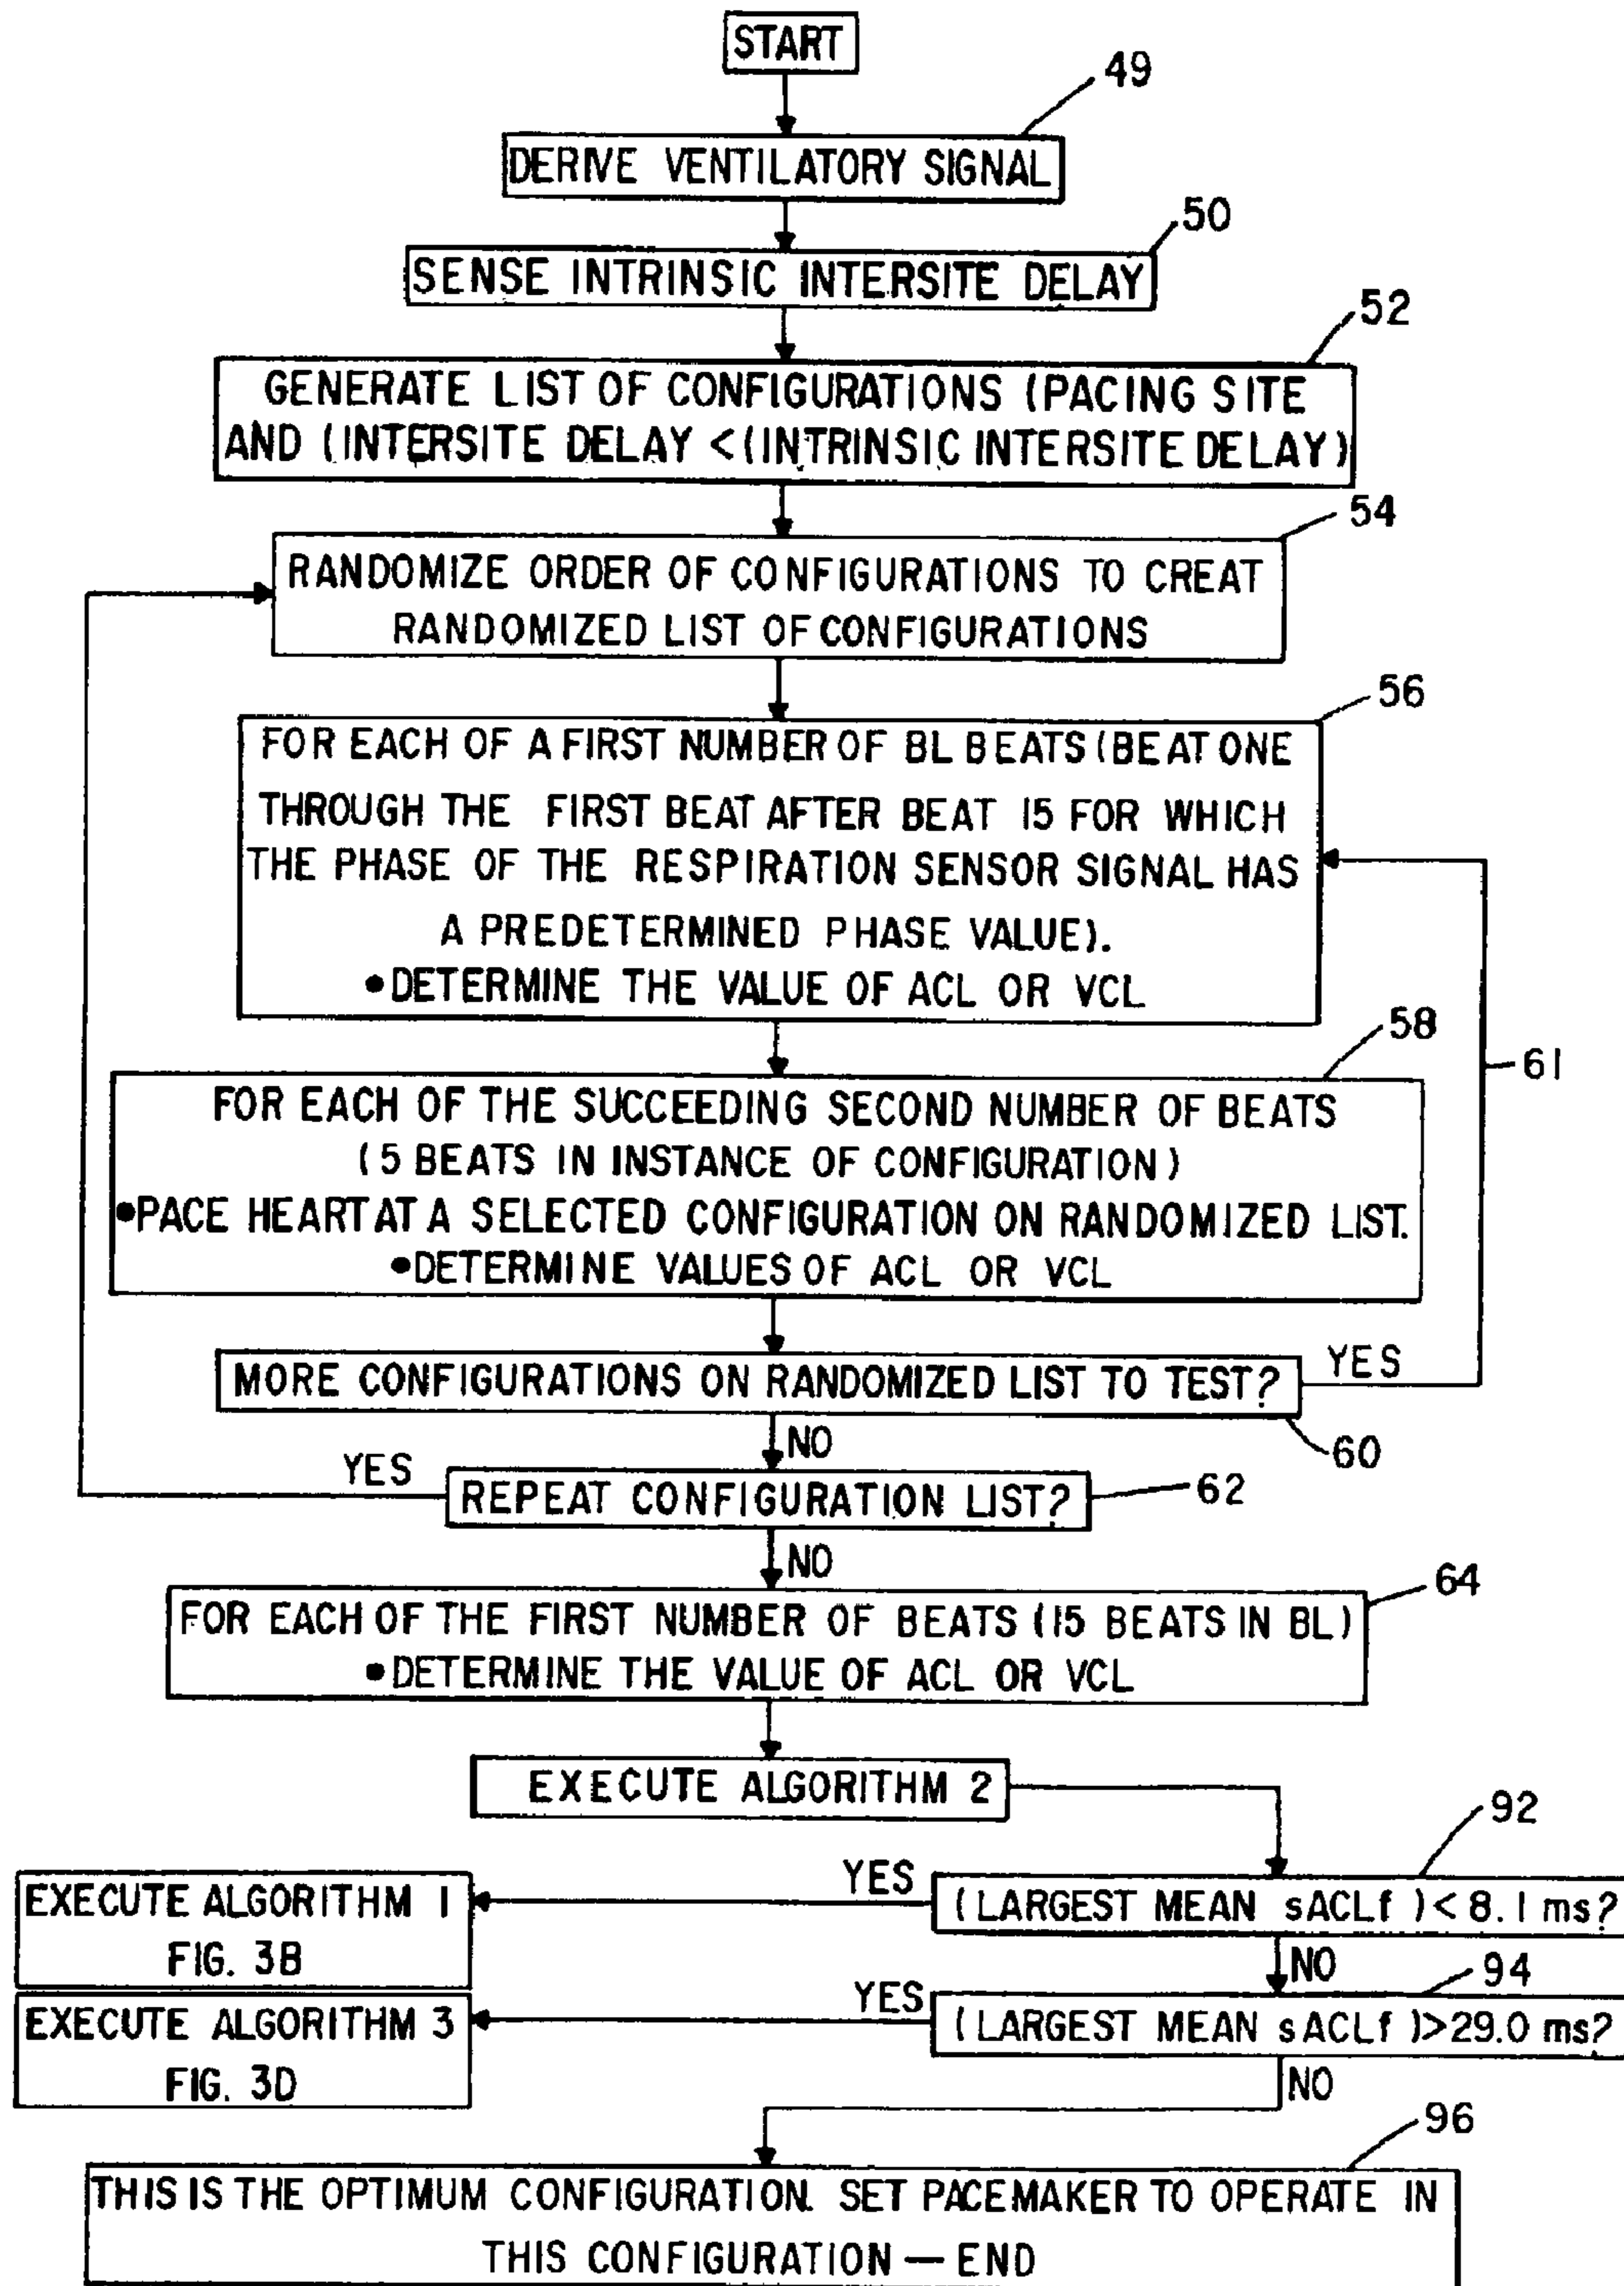 START
49
DERIVE VENTILATORY SIGNAL
50
SENSE INTRINSIC INTERSITE DELAY
52
GENERATE LIST OF CONFIGURATIONS (PACING SITE
AND (INTERSITE DELAY <(INTRINSIC INTERSITE DELAY)
54
RANDOMIZE ORDER OF CONFIGURATIONS TO CREAT
RANDOMIZED LIST OF CONFIGURATIONS
56
FOR EACH OF A FIRST NUMBER OF BL BEATS (BEAT ONE
THROUGH THE FIRST BEAT AFTER BEAT 15 FOR WHICH
THE PHASE OF THE RESPIRATION SENSOR SIGNAL HAS
A PREDETERMINED PHASE VALUE).
•DETERMINE THE VALUE OF ACL OR VCL
58
61
FOR EACH OF THE SUCCEEDING SECOND NUMBER OF BEATS
(5 BEATS IN INSTANCE OF CONFIGURATION)
•PACE HEART AT A SELECTED CONFIGURATION ON RANDOMIZED LIST.
•DETERMINE VALUES OF ACL OR VCL
MORE CONFIGURATIONS ON RANDOMIZED LIST TO TEST?
YES
NO
60
YES
REPEAT CONFIGURATION LIST?
62
NO
64
FOR EACH OF THE FIRST NUMBER OF BEATS (15 BEATS IN BL)
•DETERMINE THE VALUE OF ACL OR VCL
EXECUTE ALGORITHM 2
92
YES
(LARGEST MEAN sACLf)<8.1 ms?
EXECUTE ALGORITHM 1
FIG. 3B
NO
94
YES
(LARGEST MEAN sACLf)>29.0 ms?
EXECUTE ALGORITHM 3
FIG. 3D
NO
96
THIS IS THE OPTIMUM CONFIGURATION. SET PACEMAKER TO OPERATE IN
THIS CONFIGURATION — END